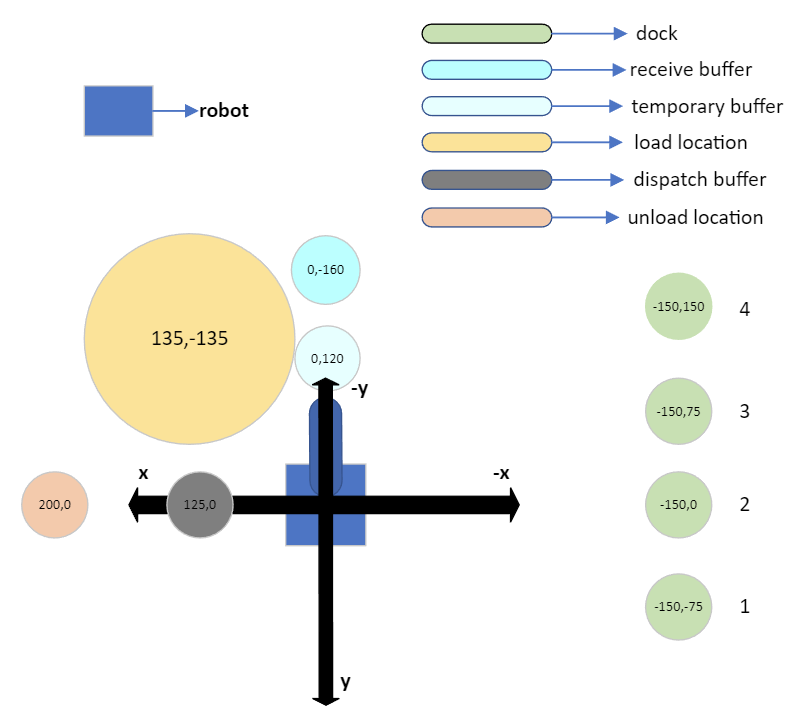 dock
receive buffer
robot
temporary buffer
load location
dispatch buffer
unload location
0,-160
-150,150
4
135,-135
0,120
-y
-150,75
3
x
-x
200,0
125,0
-150,0
2
-150,-75
1
y